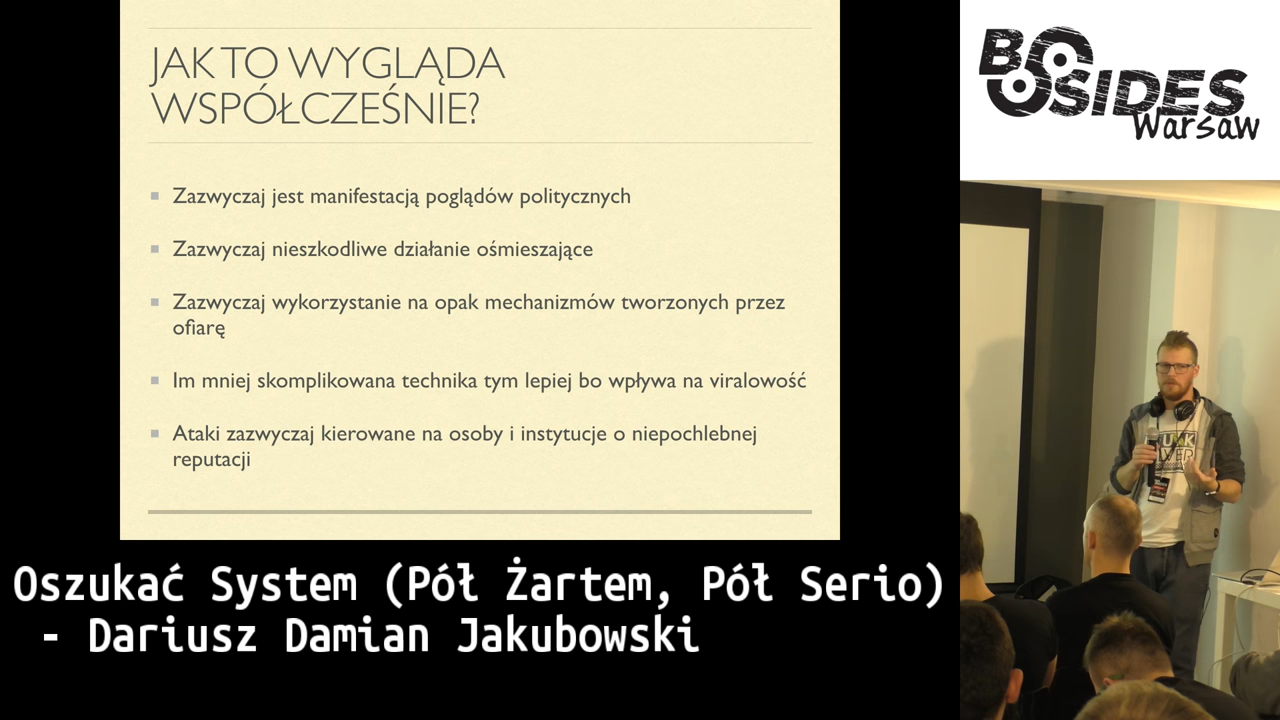 JAK TO WYGLĄDA
WSPÓŁCZEŚNIE?
Zazwyczaj jest manifestacją poglądów politycznych
Zazwyczaj nieszkodliwe działanie ośmieszające
Zazwyczaj wykorzystanie na opak mechanizmów tworzonych przez
ofiarę
Im mniej skomplikowana technika tym lepiej bo wpływa na viralowość
Ataki zazwyczaj kierowane na osoby i instytucje o niepochlebnej
reputacji
Oszukać System (Pół Żartem, Pół Serio)
- Dariusz Damian Jakubowski
BSIDES
Warsaw